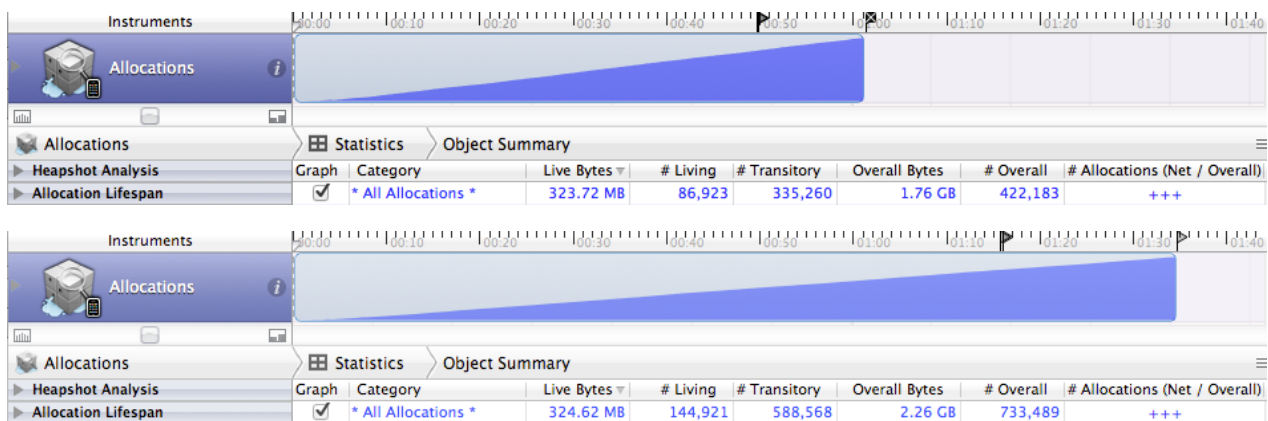 Instruments 00:00 00:10 00:20 00:30 00:40 00:50 01:00 01:10 01:20 01:30 01:40
Allocations
Allocations Statistics Object Summary
Heapshot Analysis Graph Category Live Bytes # Living # Transitory Overall Bytes # Overall # Allocations (Net / Overall)
Allocation Lifespan * All Allocations * 323.72 MB 86,923 335,260 1.76 GB 422,183 +++
Instruments 00:00 00:10 00:20 00:30 00:40 00:50 01:00 01:10 01:20 01:30 01:40
Allocations
Allocations Statistics Object Summary
Heapshot Analysis Graph Category Live Bytes # Living # Transitory Overall Bytes # Overall # Allocations (Net / Overall)
Allocation Lifespan * All Allocations * 324.62 MB 144,921 588,568 2.26 GB 733,489 +++